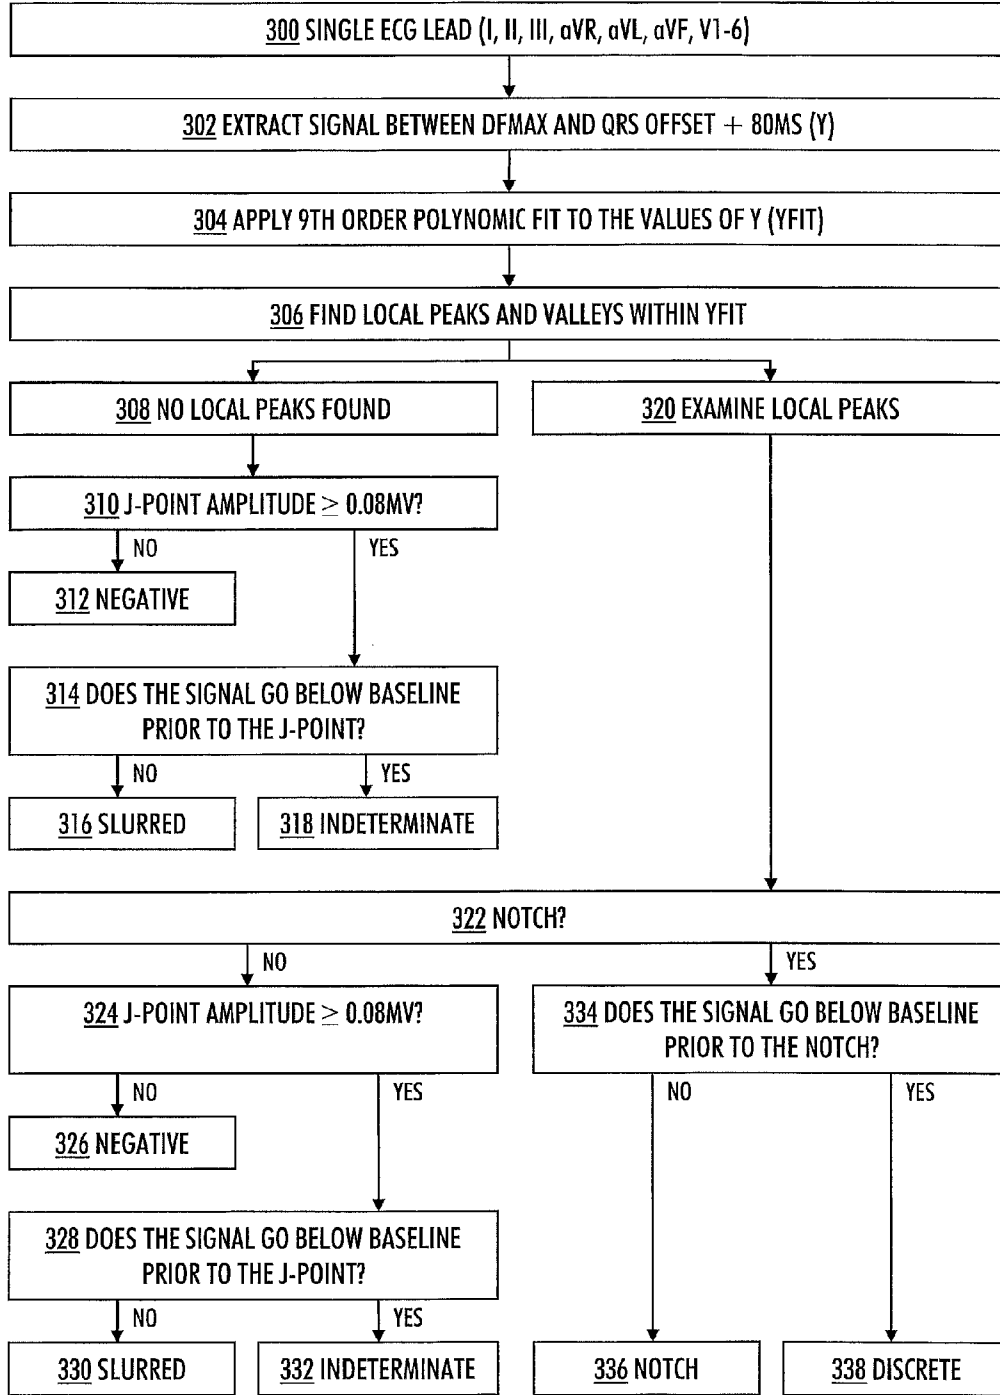 300 SINGLE ECG LEAD (I, II, III, αVR, αVL, αVF, V1-6)
302 EXTRACT SIGNAL BETWEEN DFMAX AND QRS OFFSET + 80MS (Y)
304 APPLY 9TH ORDER POLYNOMIC FIT TO THE VALUES OF Y (YFIT)
306 FIND LOCAL PEAKS AND VALLEYS WITHIN YFIT
308 NO LOCAL PEAKS FOUND
320 EXAMINE LOCAL PEAKS
310 J-POINT AMPLITUDE ≥ 0.08MV?
NO
YES
312 NEGATIVE
314 DOES THE SIGNAL GO BELOW BASELINE
PRIOR TO THE J-POINT?
NO
YES
316 SLURRED
318 INDETERMINATE
322 NOTCH?
NO
YES
324 J-POINT AMPLITUDE ≥ 0.08MV?
334 DOES THE SIGNAL GO BELOW BASELINE
PRIOR TO THE NOTCH?
NO
YES
NO
YES
326 NEGATIVE
328 DOES THE SIGNAL GO BELOW BASELINE
PRIOR TO THE J-POINT?
NO
YES
330 SLURRED
332 INDETERMINATE
336 NOTCH
338 DISCRETE